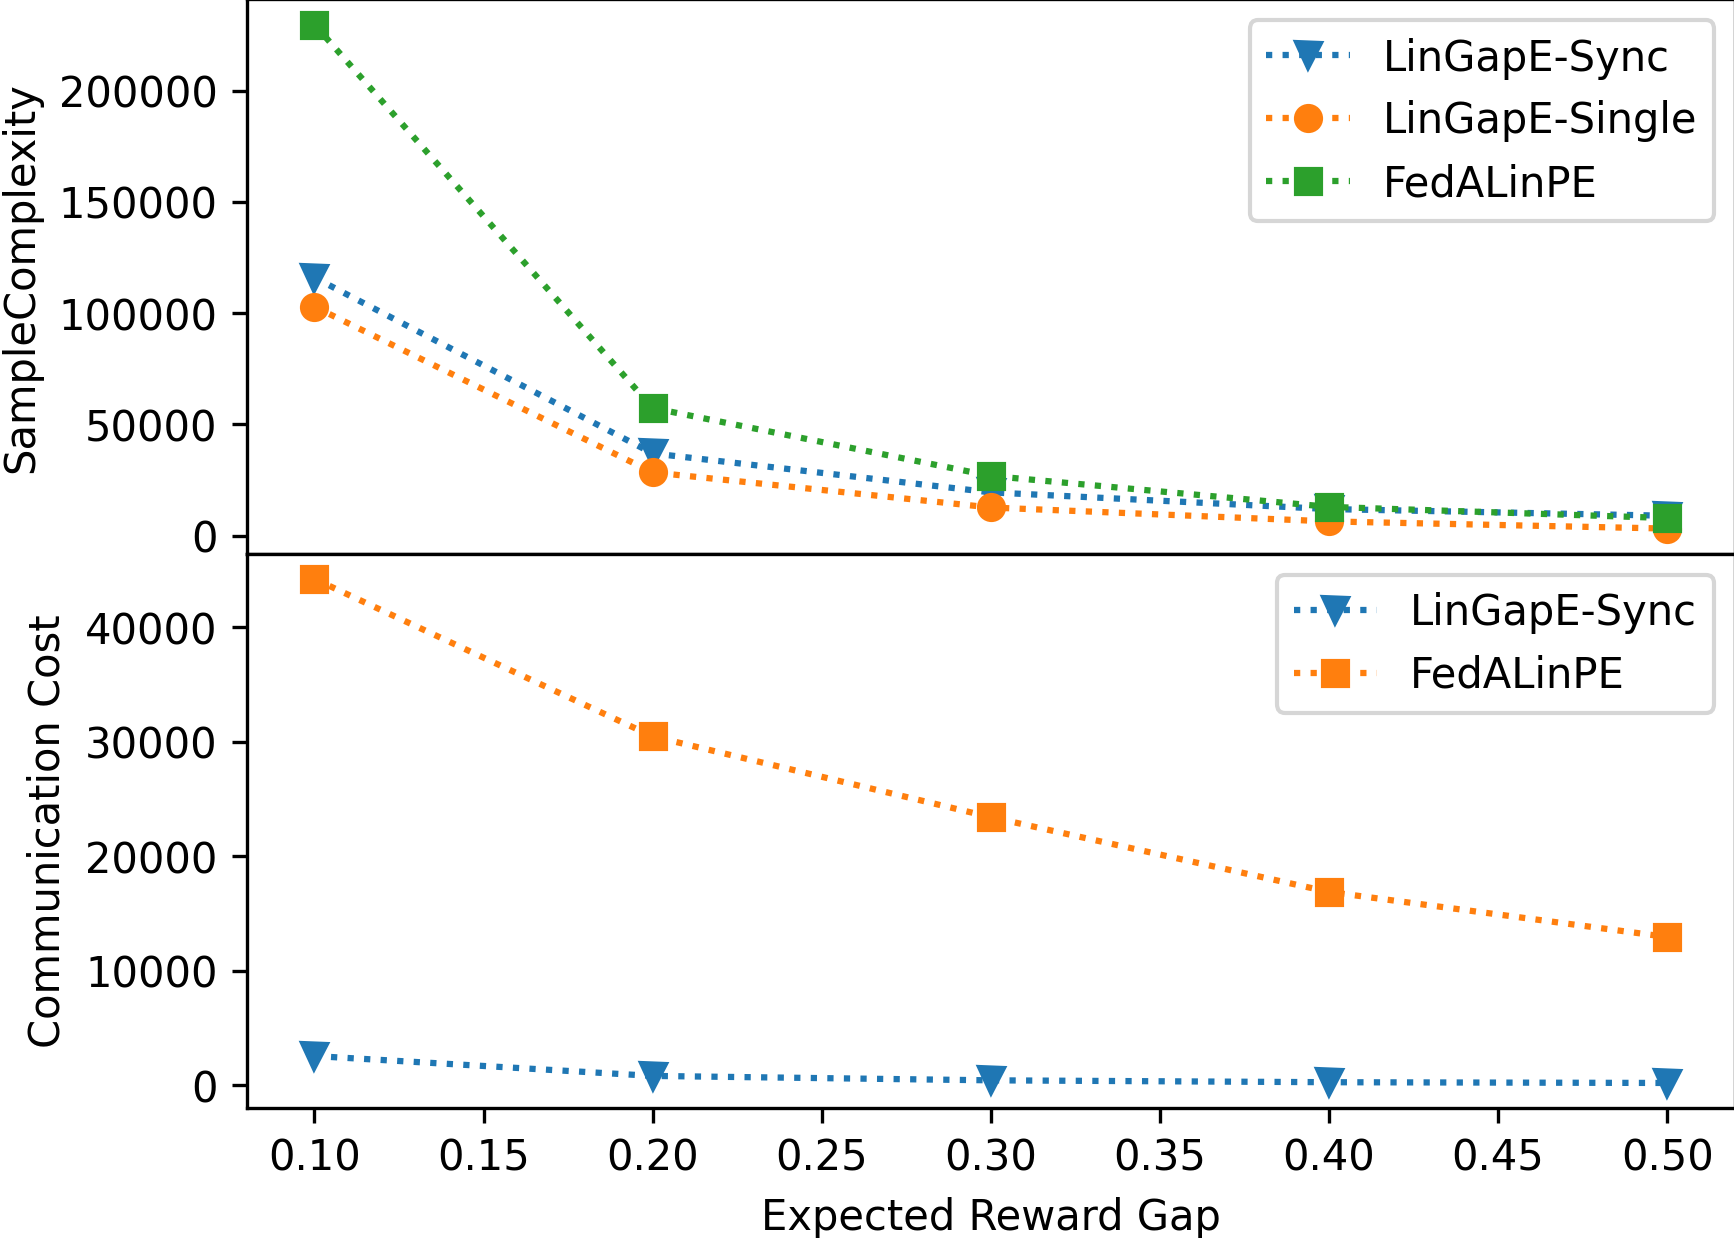 SampleComplexity
200000
150000
100000
50000
0
LinGapE-Sync
LinGapE-Single
FedALinPE
Communication Cost
40000
30000
20000
10000
0
LinGapE-Sync
FedALinPE
0.10 0.15 0.20 0.25 0.30 0.35 0.40 0.45 0.50
Expected Reward Gap